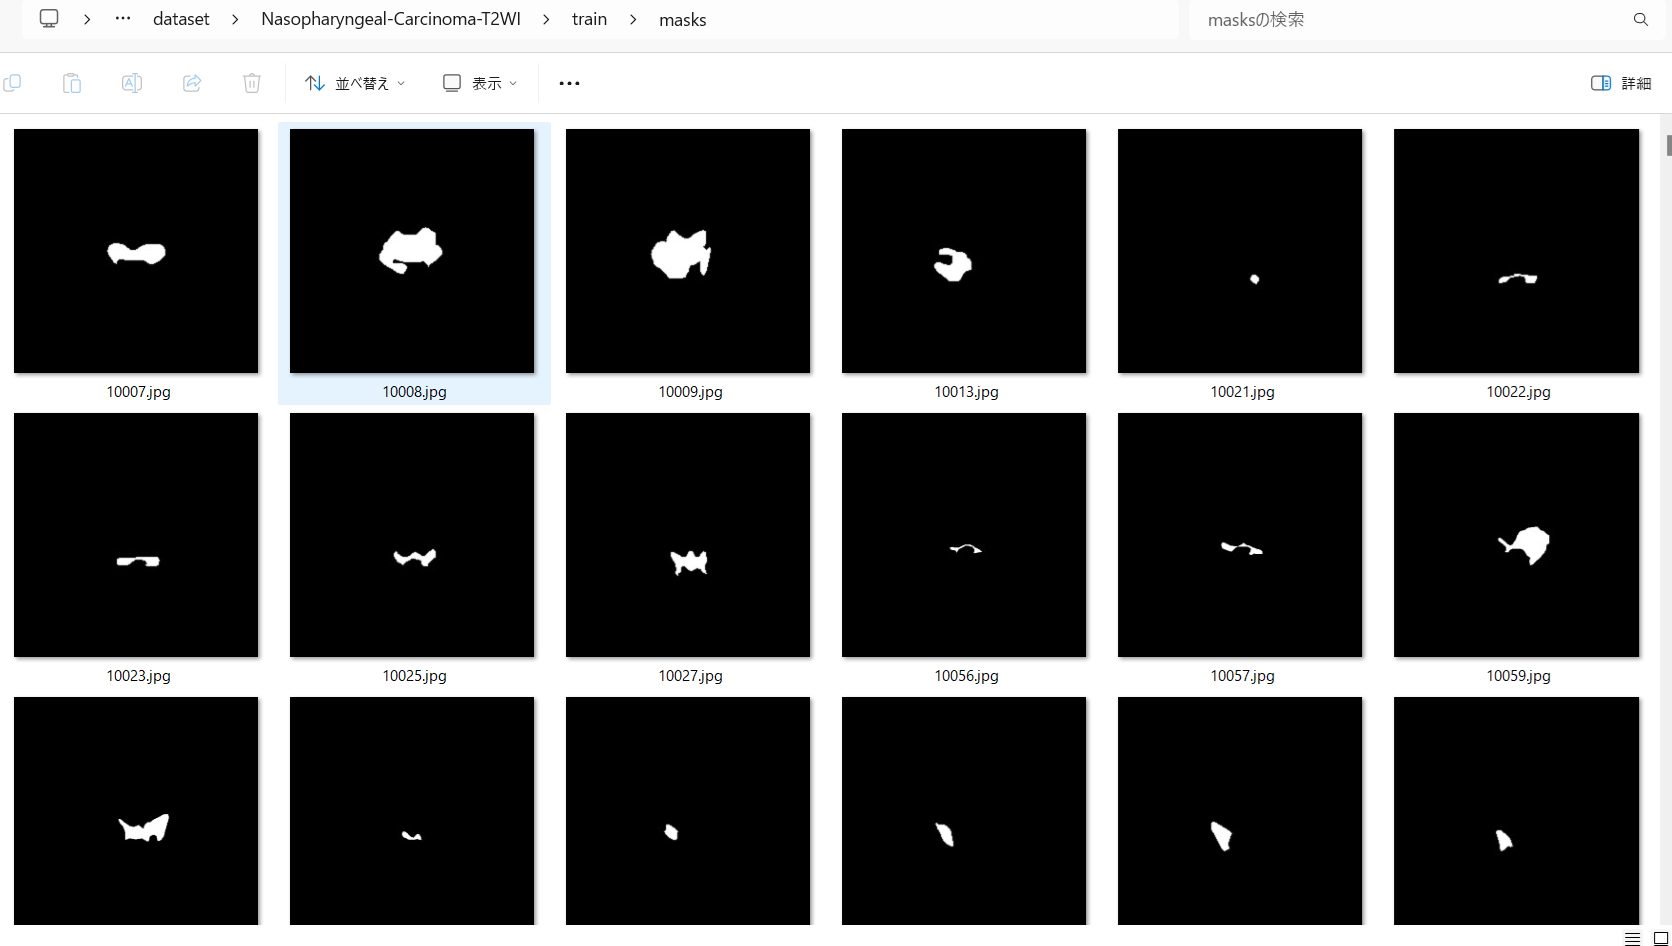 … dataset Nasopharyngeal-Carcinoma-T2WI train masks masksの検索
並べ替え 表示 … 詳細
10007.jpg 10008.jpg 10009.jpg 10013.jpg 10021.jpg 10022.jpg
10023.jpg 10025.jpg 10027.jpg 10056.jpg 10057.jpg 10059.jpg